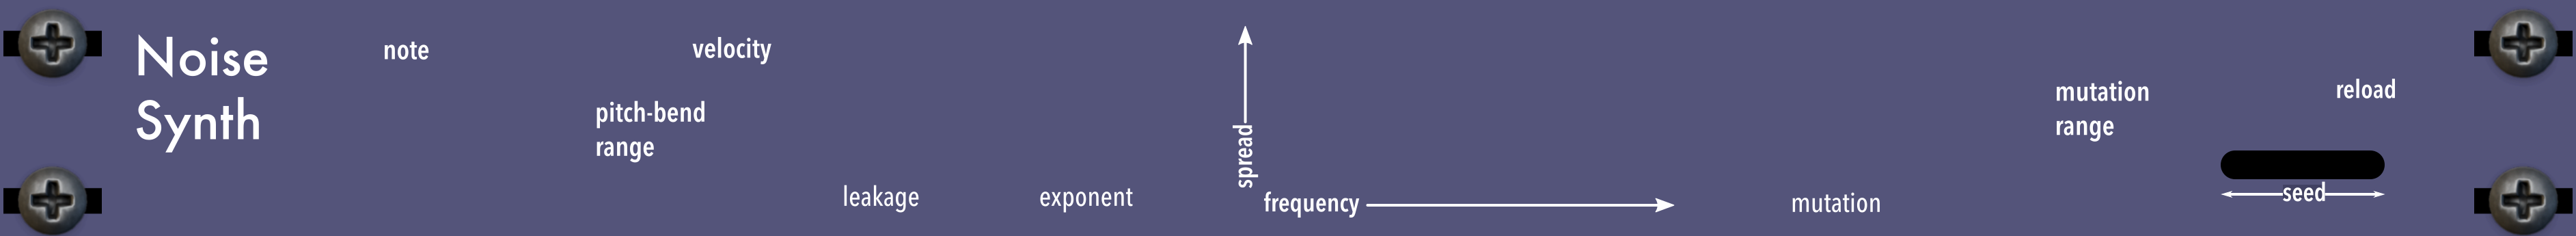 Noise
Synth
note
velocity
pitch-bend
range
leakage
exponent
spread
frequency
mutation
mutation
range
reload
seed